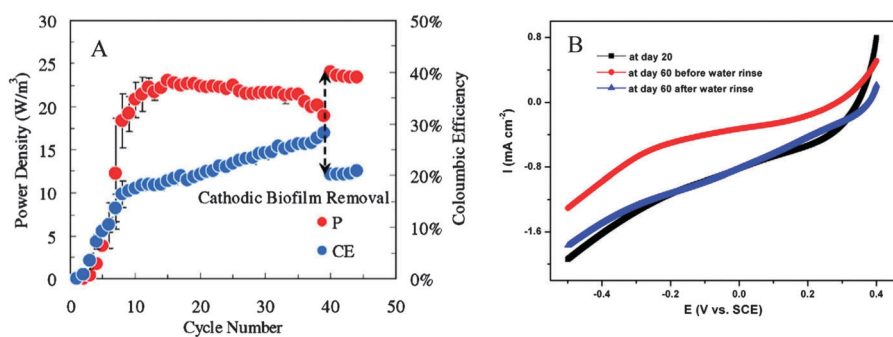 A
Power Density (W/m³)
30
25
20
15
10
5
0
50%
40%
30%
20%
10%
0%
Coloumbic Efficiency
Cathodic Biofilm Removal
P
CE
0 10 20 30 40 50
Cycle Number
B
at day 20
at day 60 before water rinse
at day 60 after water rinse
I (mA cm⁻²)
0.8
0.0
-0.8
-1.6
-0.4 -0.2 0.0 0.2 0.4
E (V vs. SCE)